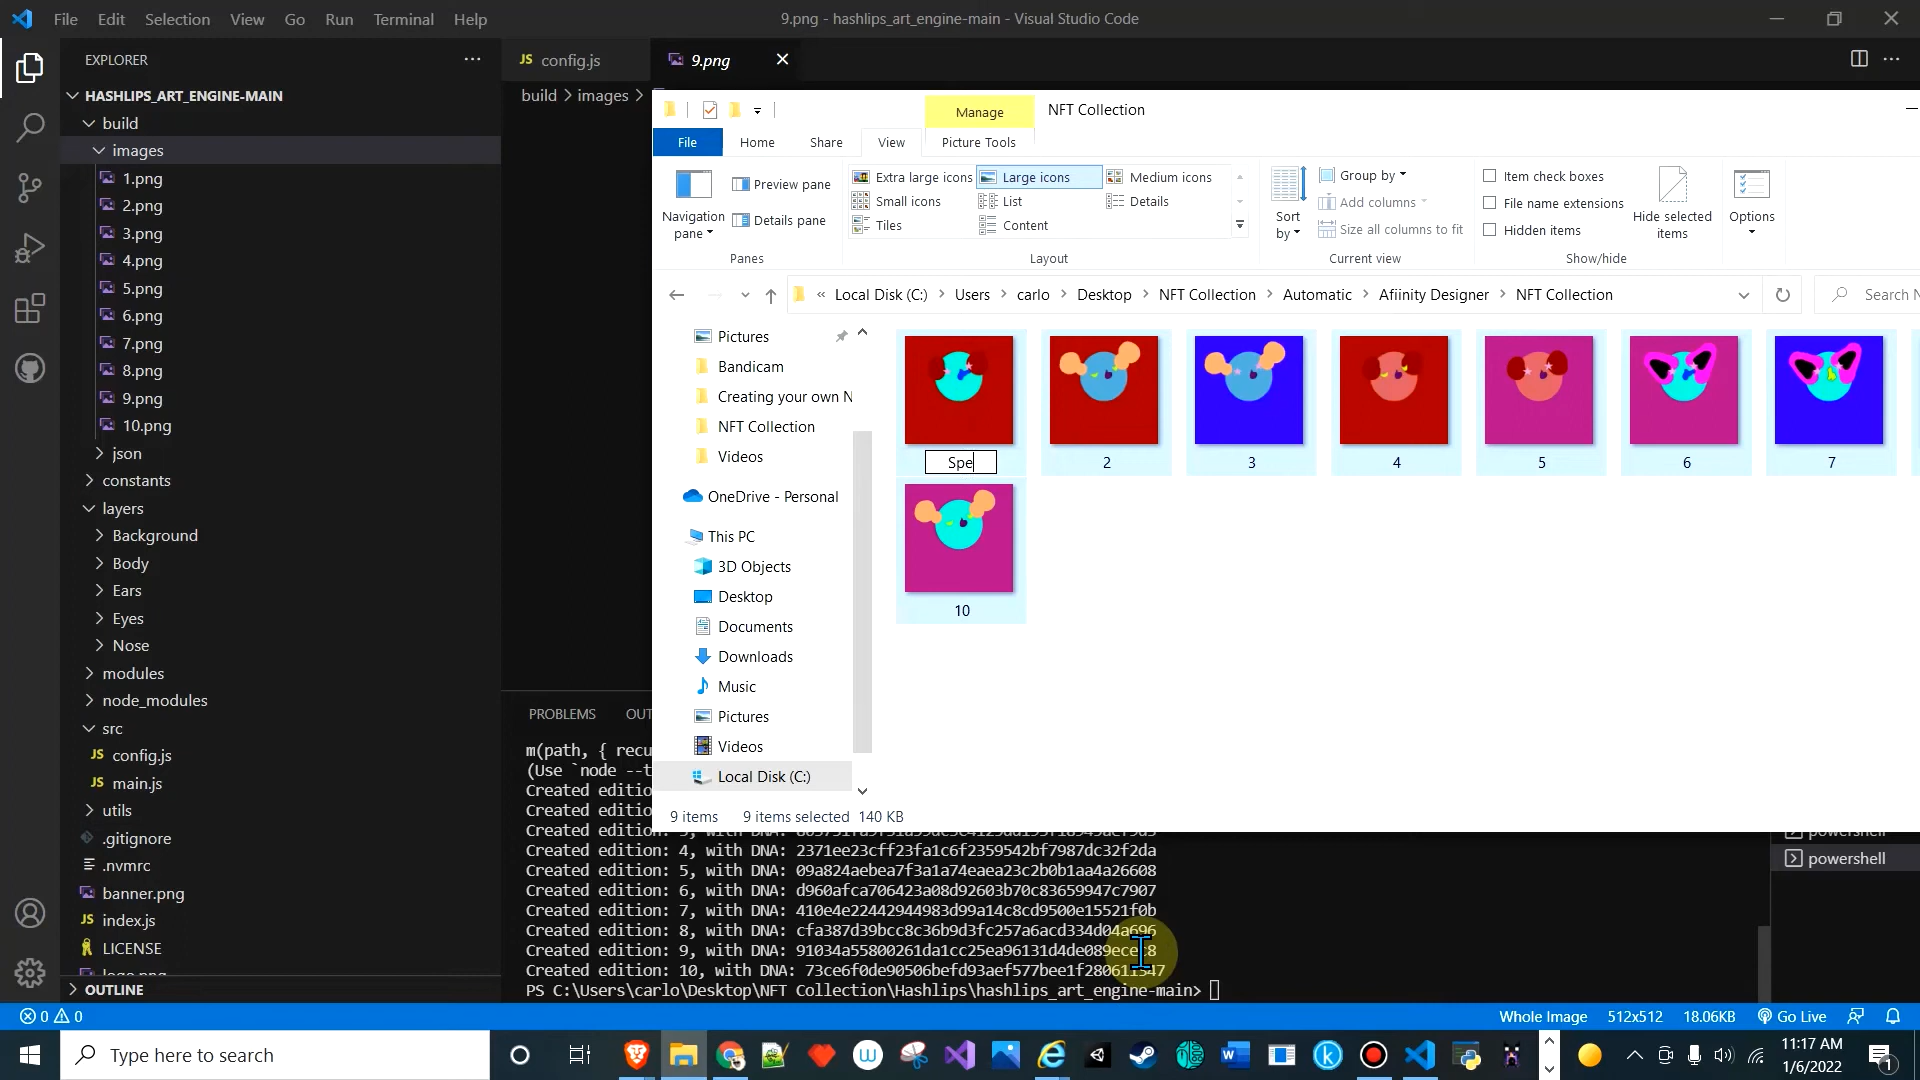 File Edit Selection View Go Run Terminal Help
9.png - hashlips_art_engine-main - Visual Studio Code
EXPLORER
HASHLIPS_ART_ENGINE-MAIN
build
images
1.png
2.png
3.png
4.png
5.png
6.png
7.png
8.png
9.png
10.png
json
constants
layers
Background
Body
Ears
Eyes
Nose
modules
node_modules
src
JS config.js
JS main.js
utils
.gitignore
.nvmrc
banner.png
JS index.js
LICENSE
OUTLINE
JS config.js
9.png
build > images >
Manage
NFT Collection
File Home Share View Picture Tools
Navigation pane
Preview pane
Details pane
Panes
Extra large icons Large icons Medium icons
Small icons List Details
Tiles Content
Layout
Sort by
Group by
Add columns
Size all columns to fit
Current view
Item check boxes
File name extensions
Hidden items
Hide selected items
Show/hide
Options
« Local Disk (C:) > Users > carlo > Desktop > NFT Collection > Automatic > Afiinity Designer > NFT Collection
Search N
Pictures
Bandicam
Creating your own N
NFT Collection
Videos
OneDrive - Personal
This PC
3D Objects
Desktop
Documents
Downloads
Music
Pictures
Videos
Local Disk (C:)
Spe
2
3
4
5
6
7
10
9 items 9 items selected 140 KB
PROBLEMS OUT
m(path, { recu
(Use `node --t
Created editio
Created editio
Created edition: 4, with DNA: 2371ee23cff23fa1c6f2359542bf7987dc32f2da
Created edition: 5, with DNA: 09a824aebea7f3a1a74eaea23c2b0b1aa4a26608
Created edition: 6, with DNA: d960afca706423a08d92603b70c83659947c7907
Created edition: 7, with DNA: 410e4e22442944983d99a14c8cd9500e15521f0b
Created edition: 8, with DNA: cfa387d39bcc8c36b9d3fc257a6acd334d04a696
Created edition: 9, with DNA:
Created edition: 10, with DNA:
PS C:\Users\carlo\Desktop\NFT Collection\Hashlips\hashlips_art_engine-main>
powershell
0 0
Whole Image 512x512 18.06KB Go Live
Type here to search
11:17 AM
1/6/2022
1